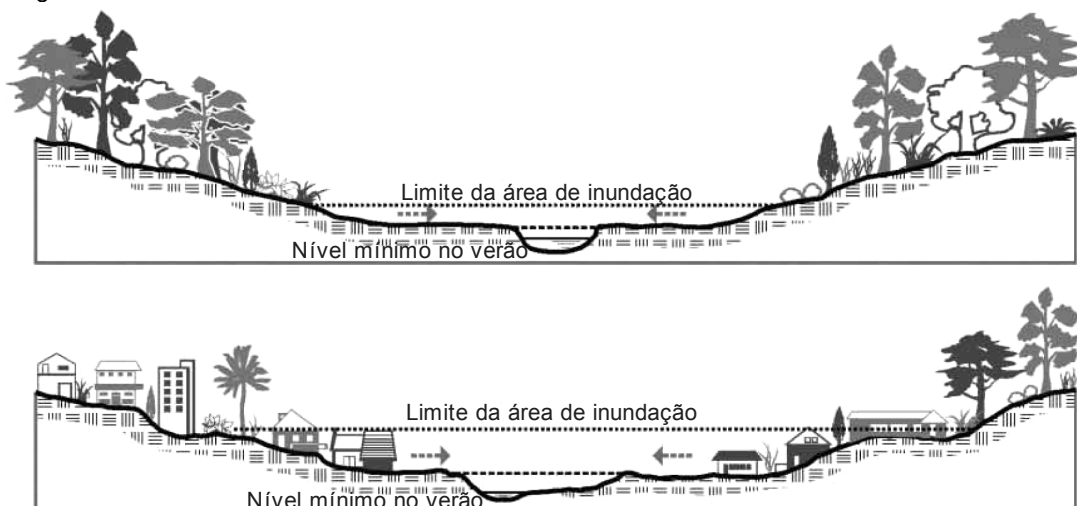 Limite da área de inundação
Nível mínimo no verão
Limite da área de inundação
Nível mínimo no verão